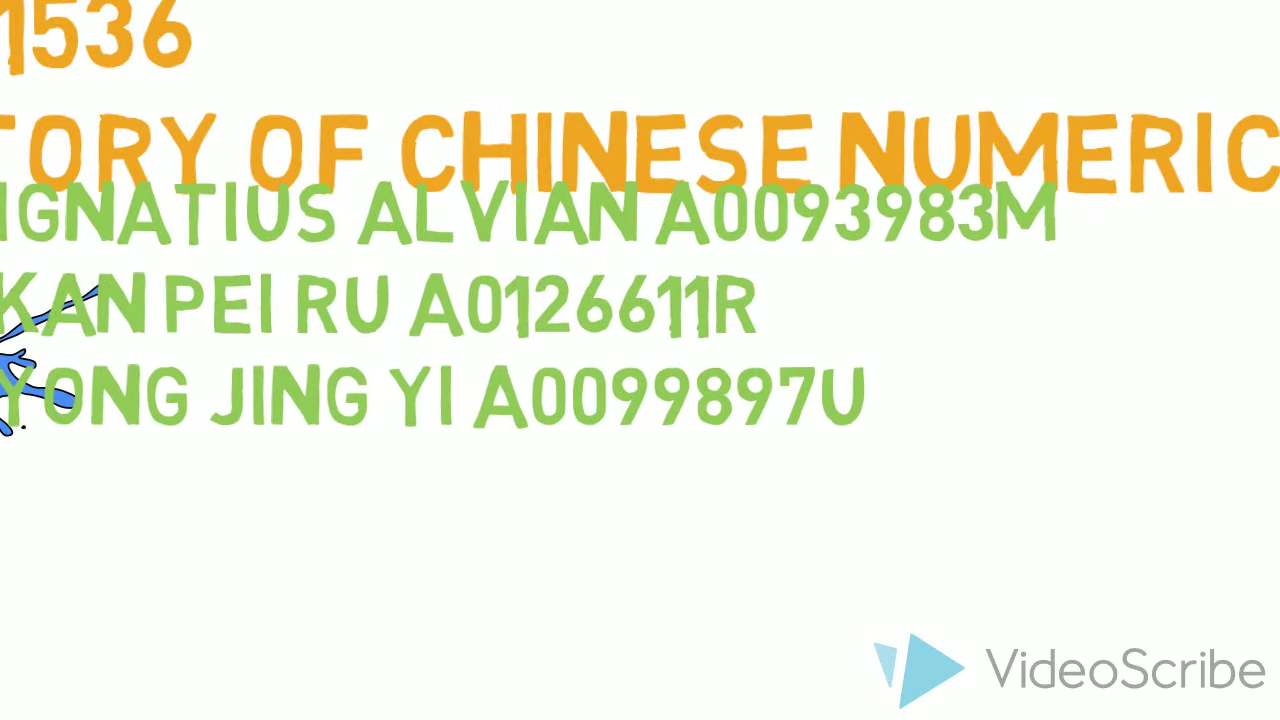 1536
TORY OF CHINESE NUMERIC
IGNATIUS ALVIAN A0093983M
KAN PEI RU A0126611R
YONG JING YI A0099897U
VideoScribe